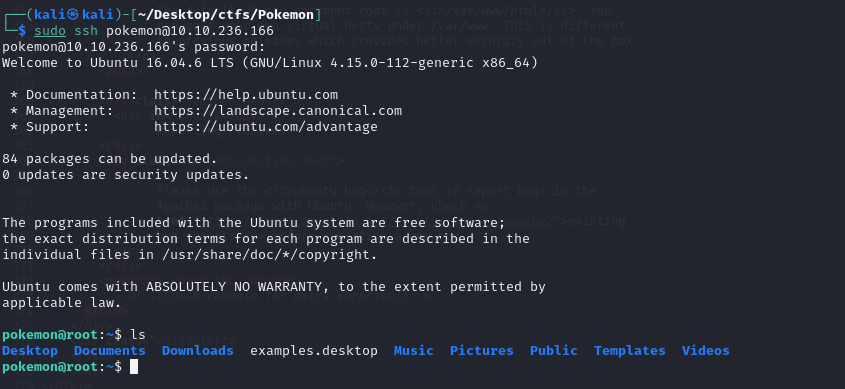 ┌──(kali㉿kali)-[~/Desktop/ctfs/Pokemon]
└─$ sudo ssh pokemon@10.10.236.166
pokemon@10.10.236.166's password:
Welcome to Ubuntu 16.04.6 LTS (GNU/Linux 4.15.0-112-generic x86_64)
* Documentation:  https://help.ubuntu.com
* Management:     https://landscape.canonical.com
* Support:        https://ubuntu.com/advantage
84 packages can be updated.
0 updates are security updates.
The programs included with the Ubuntu system are free software;
the exact distribution terms for each program are described in the
individual files in /usr/share/doc/*/copyright.
Ubuntu comes with ABSOLUTELY NO WARRANTY, to the extent permitted by
applicable law.
pokemon@root:~$ ls
Desktop  Documents  Downloads  examples.desktop  Music  Pictures  Public  Templates  Videos
pokemon@root:~$